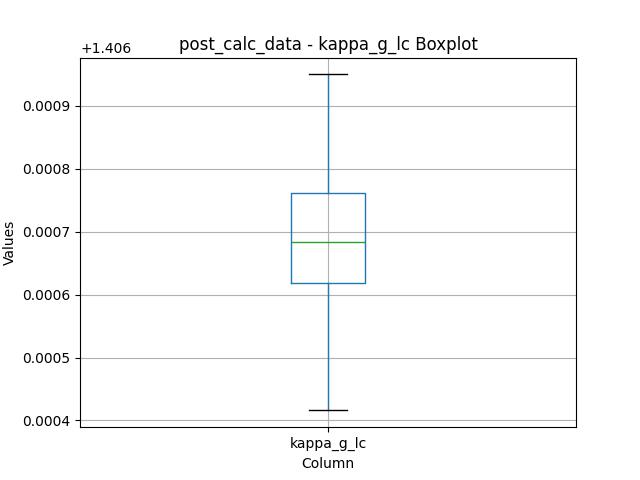 post_calc_data - kappa_g_lc Boxplot
+1.406
0.0009
0.0008
0.0007
0.0006
0.0005
0.0004
Values
kappa_g_lc
Column